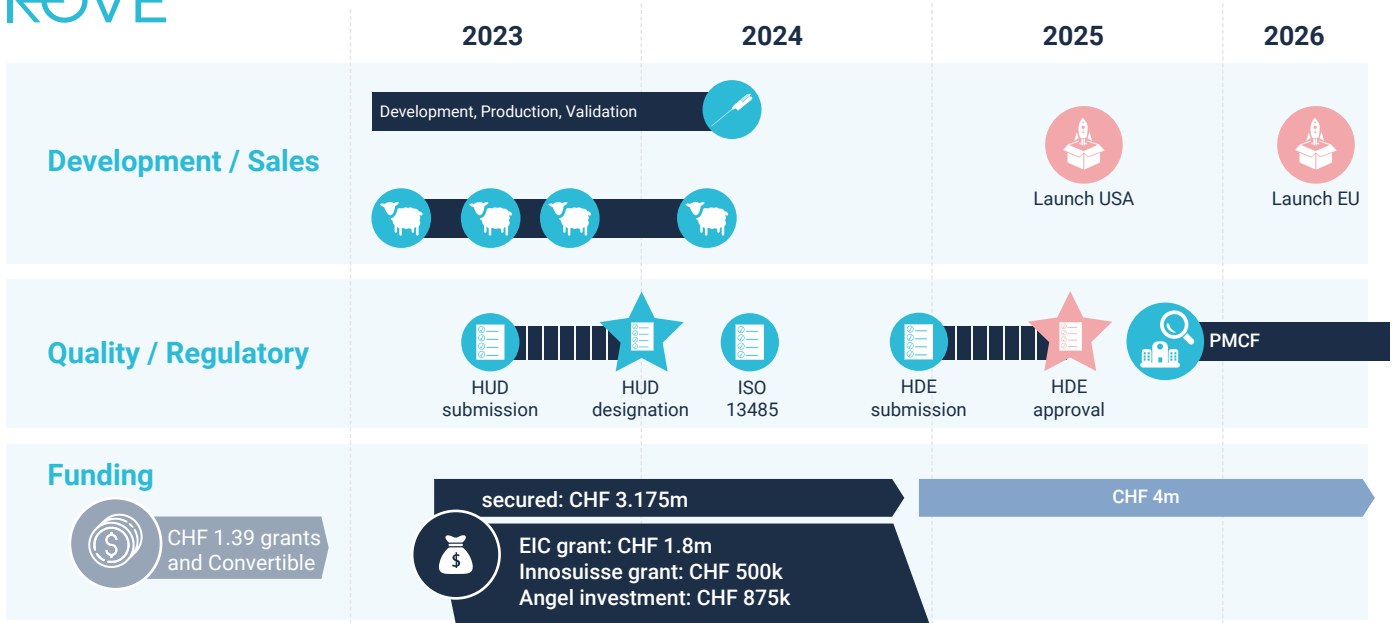 2023 2024 2025 2026
Development / Sales
Development, Production, Validation
Launch USA
Launch EU
Quality / Regulatory
HUD
submission
HUD
designation
ISO
13485
HDE
submission
HDE
approval
PMCF
Funding
CHF 1.39 grants
and Convertible
secured: CHF 3.175m
EIC grant: CHF 1.8m
Innosuisse grant: CHF 500k
Angel investment: CHF 875k
CHF 4m